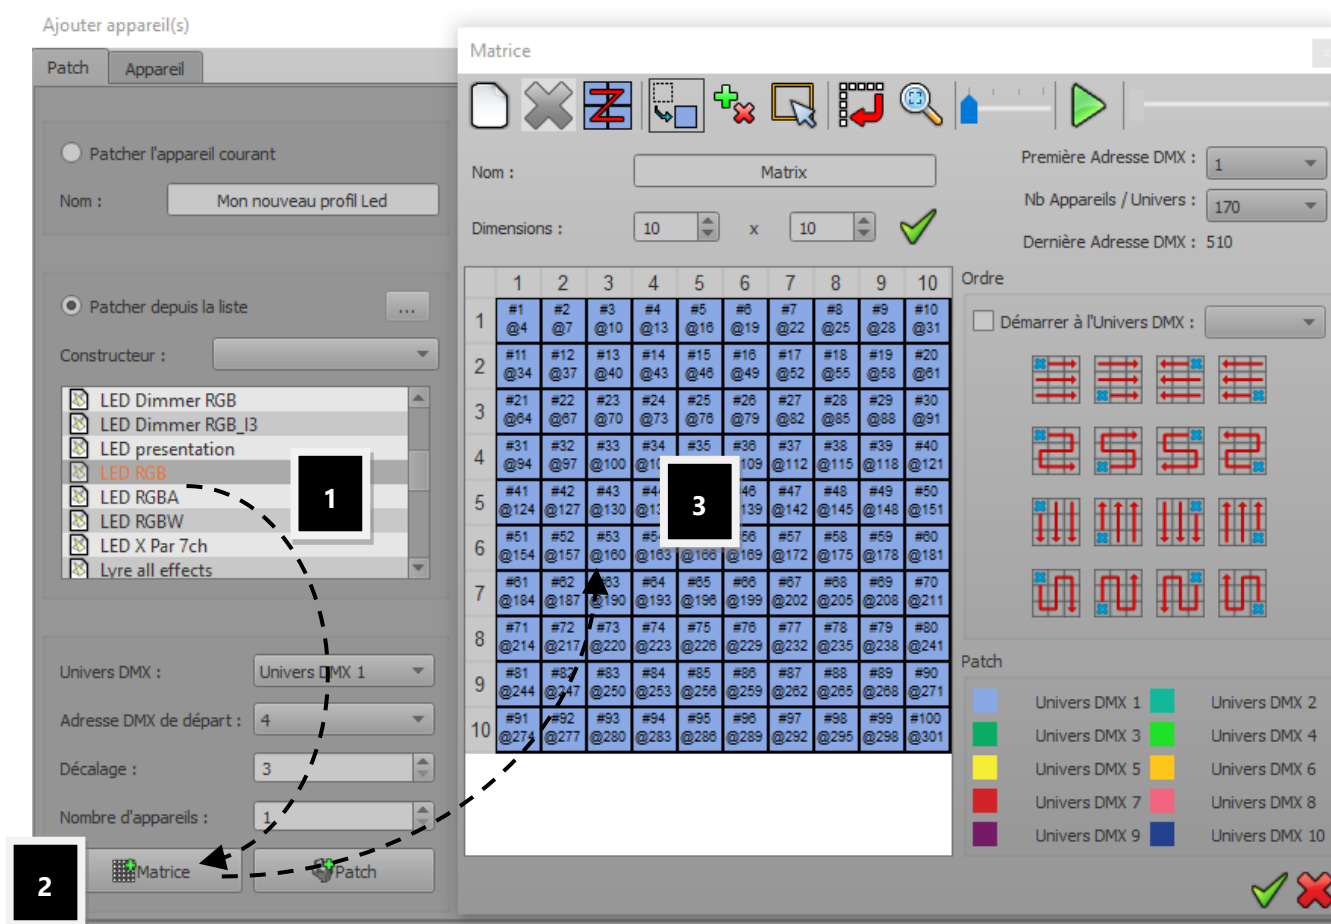 Ajouter appareil(s)
Patch
Appareil
Patcher l'appareil courant
Nom :
Mon nouveau profil Led
Patcher depuis la liste
...
Constructeur :
LED Dimmer RGB
LED Dimmer RGB_I3
LED presentation
LED RGB
LED RGBA
LED RGBW
LED X Par 7ch
Lyre all effects
1
Univers DMX :
Univers DMX 1
Adresse DMX de départ :
4
Décalage :
3
Nombre d'appareils :
1
2
Matrice
Patch
Matrice
Nom :
Matrix
Première Adresse DMX :
1
Nb Appareils / Univers :
170
Dernière Adresse DMX : 510
Dimensions :
10 x 10
1 2 3 4 5 6 7 8 9 10
1
#1 #2 #3 #4 #5 #6 #7 #8 #9 #10
@4 @7 @10 @13 @16 @19 @22 @25 @28 @31
2
#11 #12 #13 #14 #15 #16 #17 #18 #19 #20
@34 @37 @40 @43 @46 @49 @52 @55 @58 @61
3
#21 #22 #23 #24 #25 #26 #27 #28 #29 #30
@64 @67 @70 @73 @76 @79 @82 @85 @88 @91
4
#31 #32 #33 #34 #35 #36 #37 #38 #39 #40
@94 @97 @100 @10 109 @112 @115 @118 @121
5
#41 #42 #43 #4 46 #47 #48 #49 #50
@124 @127 @130 @13 139 @142 @145 @148 @151
3
6
#51 #52 #53 #5 56 #57 #58 #59 #60
@154 @157 @160 @163 @166 @169 @172 @175 @178 @181
7
#61 #62 #63 #64 #65 #66 #67 #68 #69 #70
@184 @187 @190 @193 @196 @199 @202 @205 @208 @211
8
#71 #72 #73 #74 #75 #76 #77 #78 #79 #80
@214 @217 @220 @223 @226 @229 @232 @235 @238 @241
9
#81 #82 #83 #84 #85 #86 #87 #88 #89 #90
@244 @247 @250 @253 @256 @259 @262 @265 @268 @271
10
#91 #92 #93 #94 #95 #96 #97 #98 #99 #100
@274 @277 @280 @283 @286 @289 @292 @295 @298 @301
Ordre
Démarrer à l'Univers DMX :
Patch
Univers DMX 1
Univers DMX 2
Univers DMX 3
Univers DMX 4
Univers DMX 5
Univers DMX 6
Univers DMX 7
Univers DMX 8
Univers DMX 9
Univers DMX 10